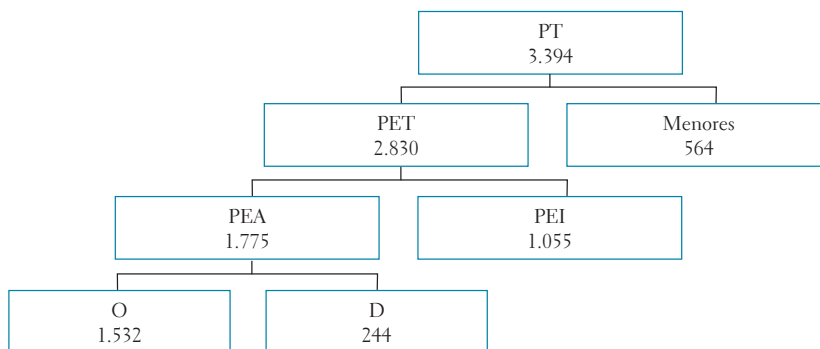 PT
3.394
PET
2.830
Menores
564
PEA
1.775
PEI
1.055
O
1.532
D
244